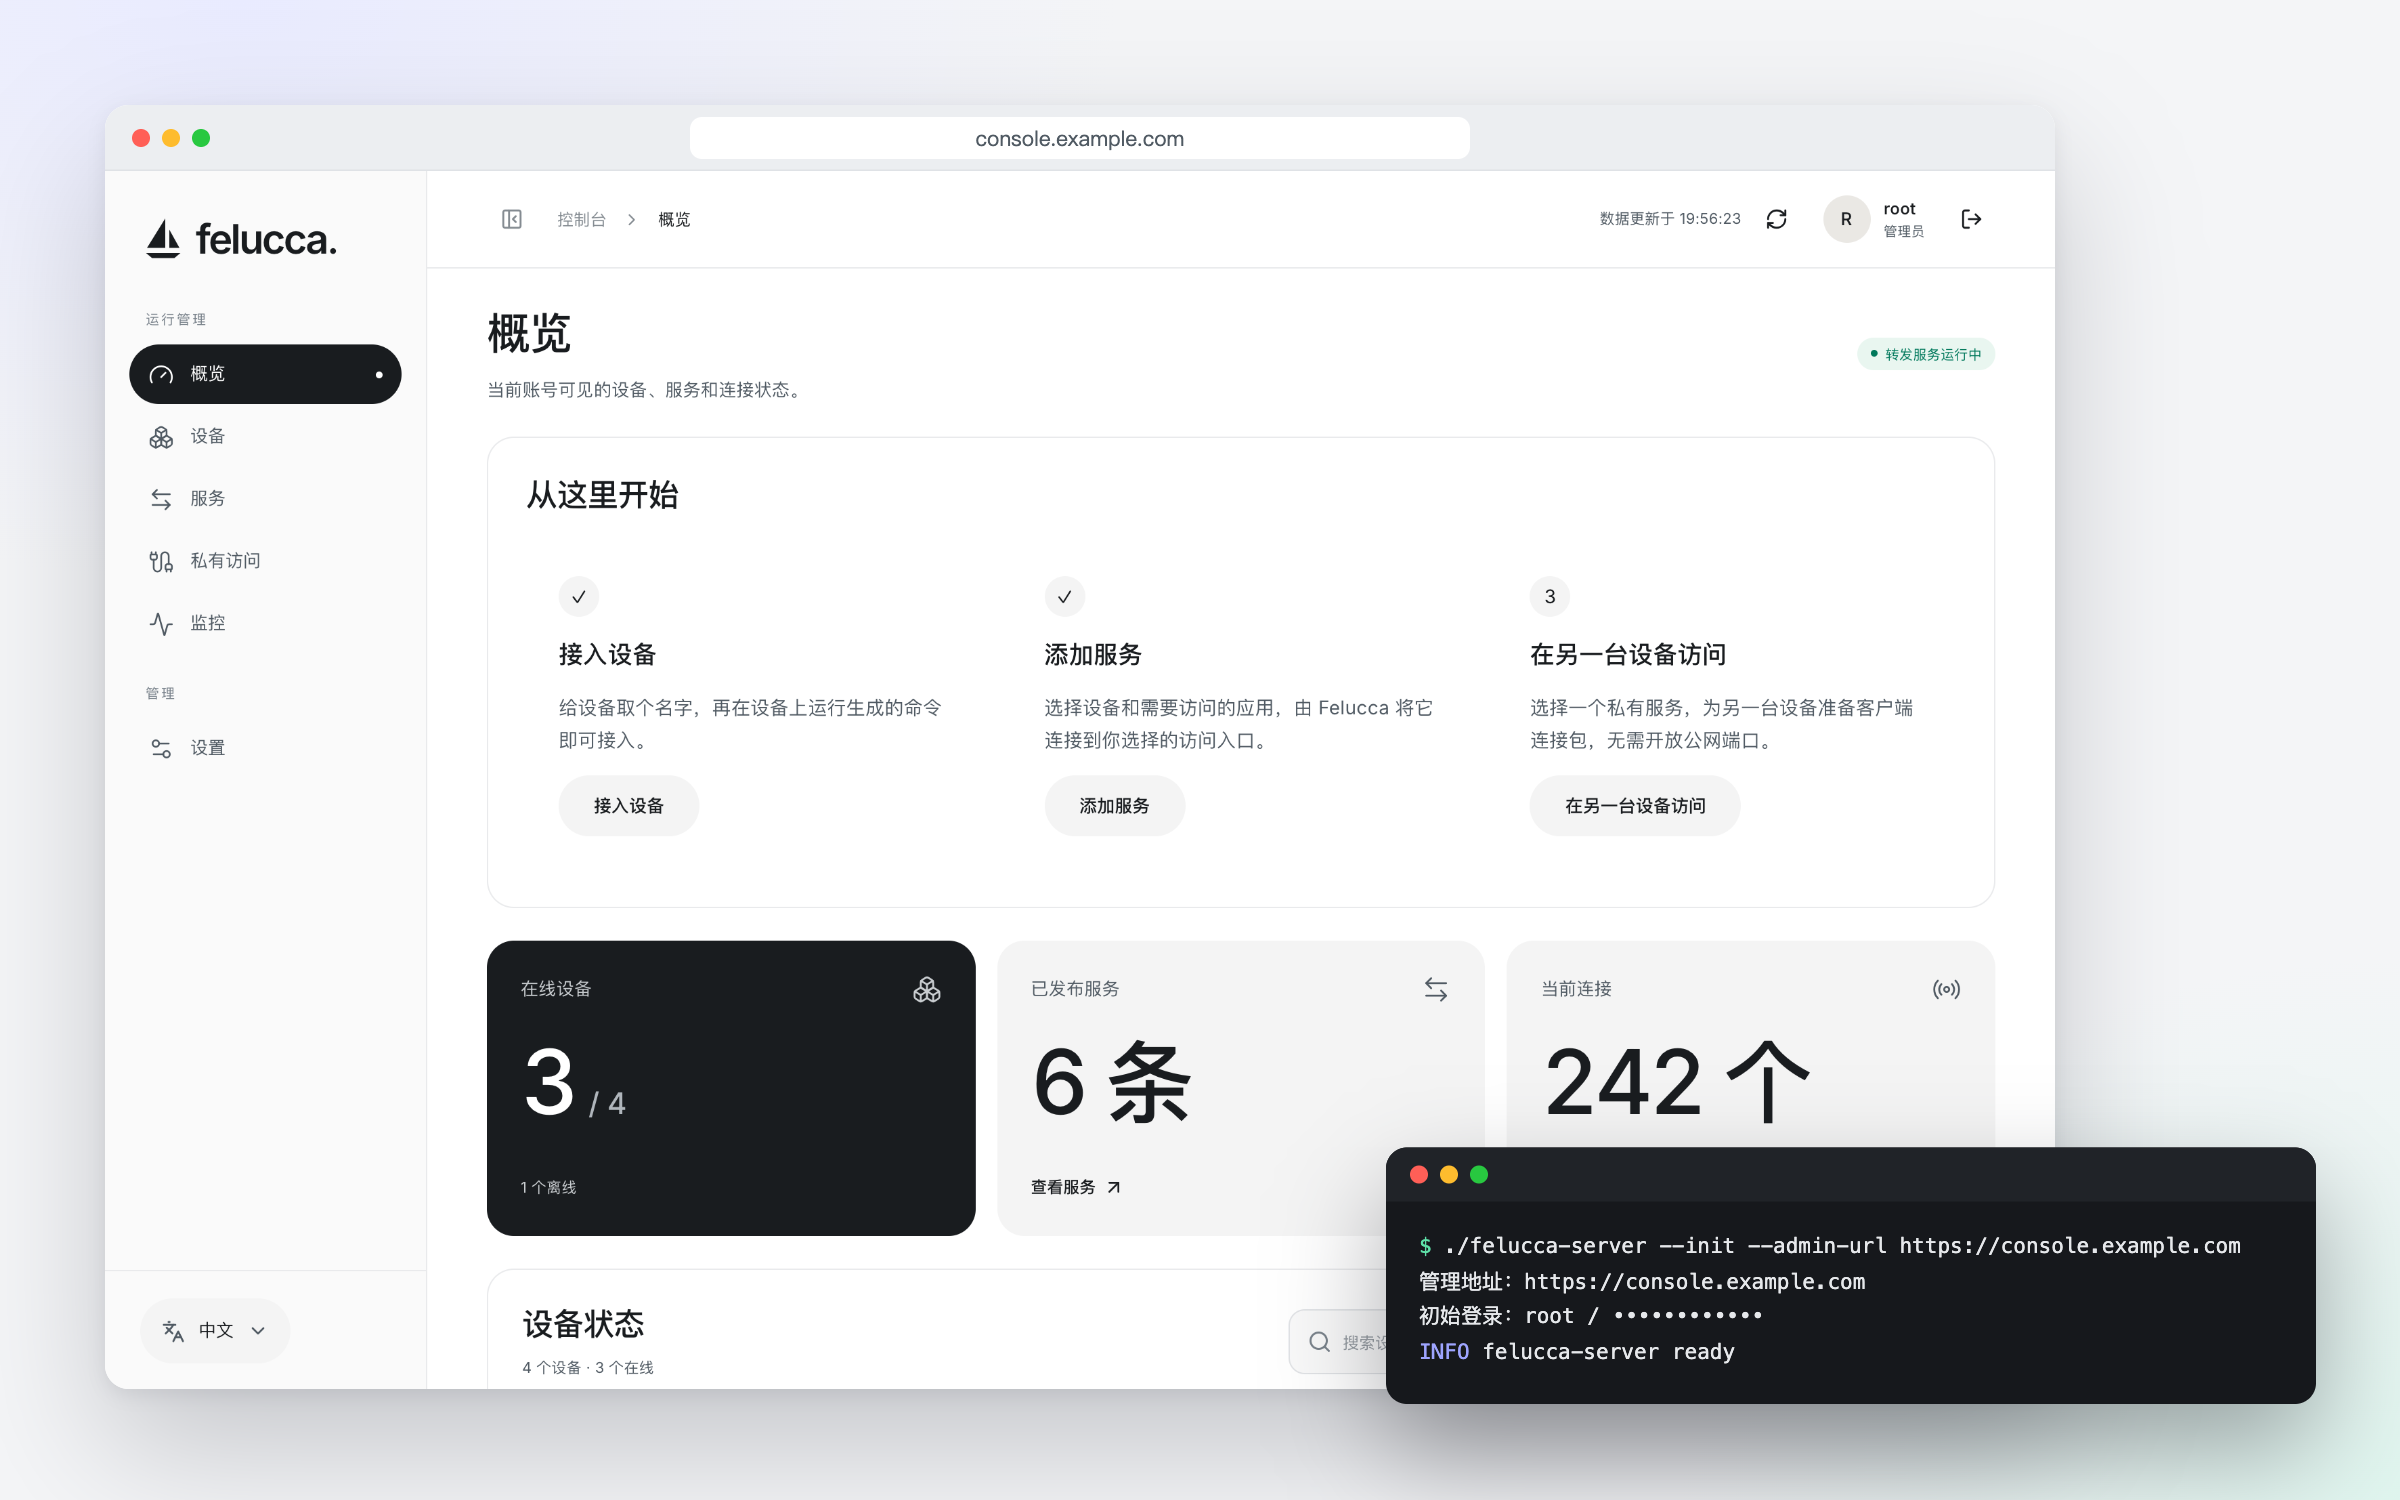 console.example.com
felucca.
运行管理
概览
设备
服务
私有访问
监控
管理
设置
中文
控制台
概览
数据更新于 19:56:23
R
root
管理员
概览
当前账号可见的设备、服务和连接状态。
转发服务运行中
从这里开始
接入设备
给设备取个名字，再在设备上运行生成的命令
即可接入。
接入设备
添加服务
选择设备和需要访问的应用，由 Felucca 将它
连接到你选择的访问入口。
添加服务
3
在另一台设备访问
选择一个私有服务，为另一台设备准备客户端
连接包，无需开放公网端口。
在另一台设备访问
在线设备
3 / 4
1 个离线
已发布服务
6 条
查看服务
当前连接
242 个
设备状态
4 个设备 · 3 个在线
搜索设
$ ./felucca-server --init --admin-url https://console.example.com
管理地址：https://console.example.com
初始登录：root / ••••••••••••
INFO felucca-server ready